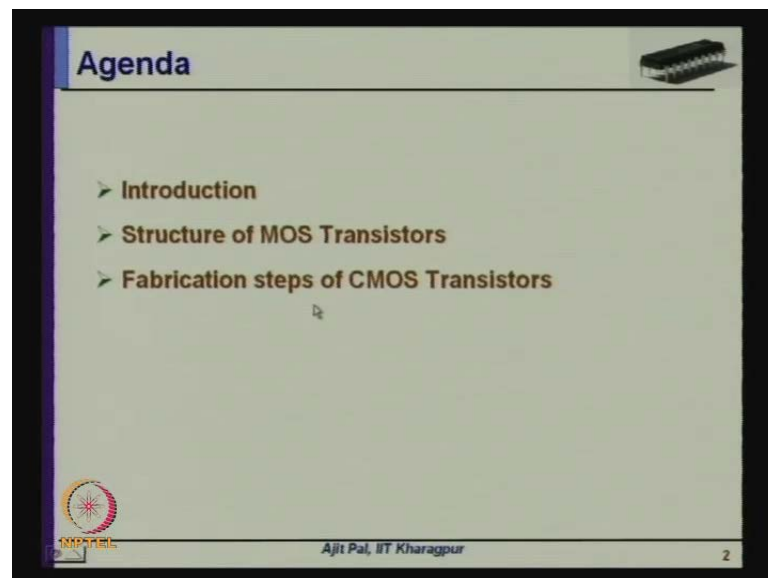 Agenda
➢ Introduction
➢ Structure of MOS Transistors
➢ Fabrication steps of CMOS Transistors
NPTEL
Ajit Pal, IIT Kharagpur
2